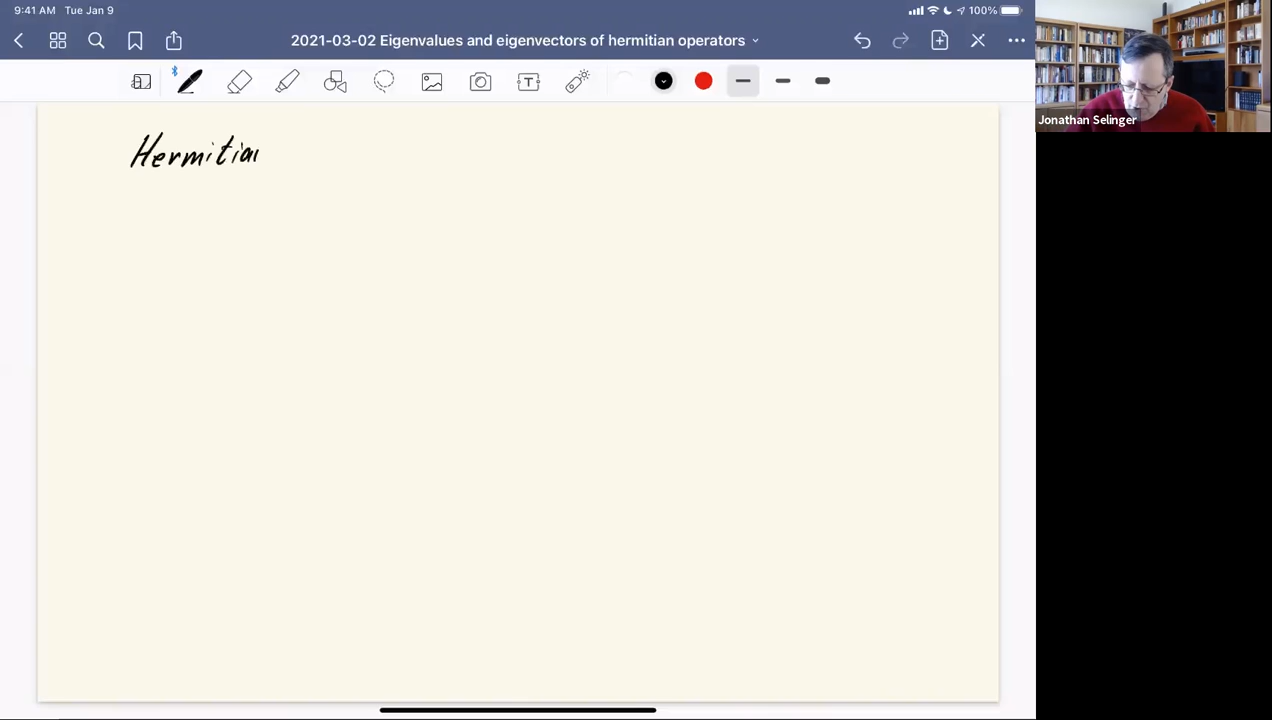 9:41 AM Tue Jan 9
100%
2021-03-02 Eigenvalues and eigenvectors of hermitian operators
T
Jonathan Selinger
Hermitian